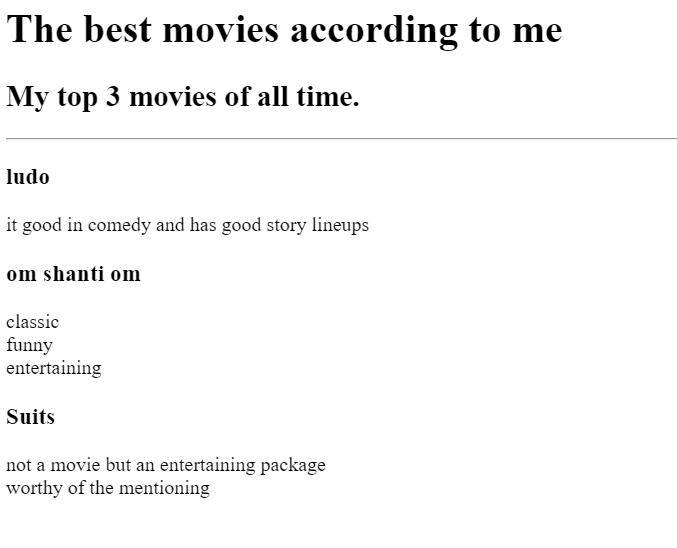 The best movies according to me
My top 3 movies of all time.
ludo
it good in comedy and has good story lineups
om shanti om
classic
funny
entertaining
Suits
not a movie but an entertaining package
worthy of the mentioning